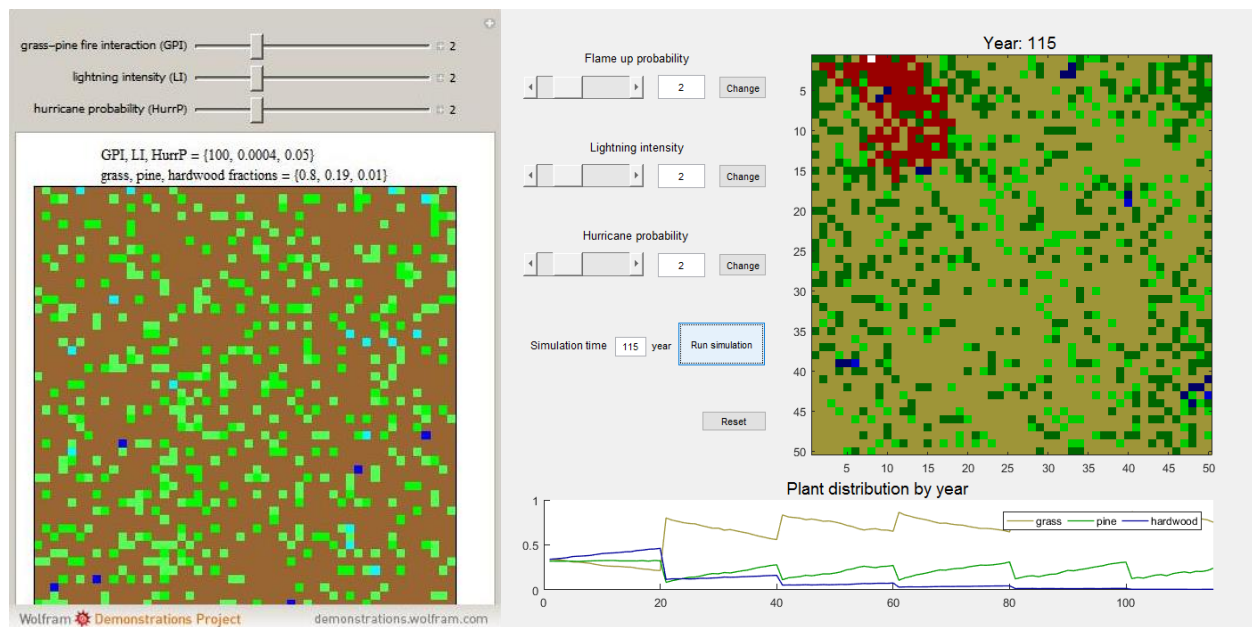 grass-pine fire interaction (GPI) 2
lightning intensity (LI) 2
hurricane probability (HurrP) 2
GPI, LI, HurrP = {100, 0.0004, 0.05}
grass, pine, hardwood fractions = {0.8, 0.19, 0.01}
Wolfram Demonstrations Project demonstrations.wolfram.com
Flame up probability
2 Change
Lightning intensity
2 Change
Hurricane probability
2 Change
Simulation time 115 year Run simulation
Reset
Year: 115
5
10
15
20
25
30
35
40
45
50
5 10 15 20 25 30 35 40 45 50
Plant distribution by year
1
0.5
0
grass pine hardwood
0 20 40 60 80 100